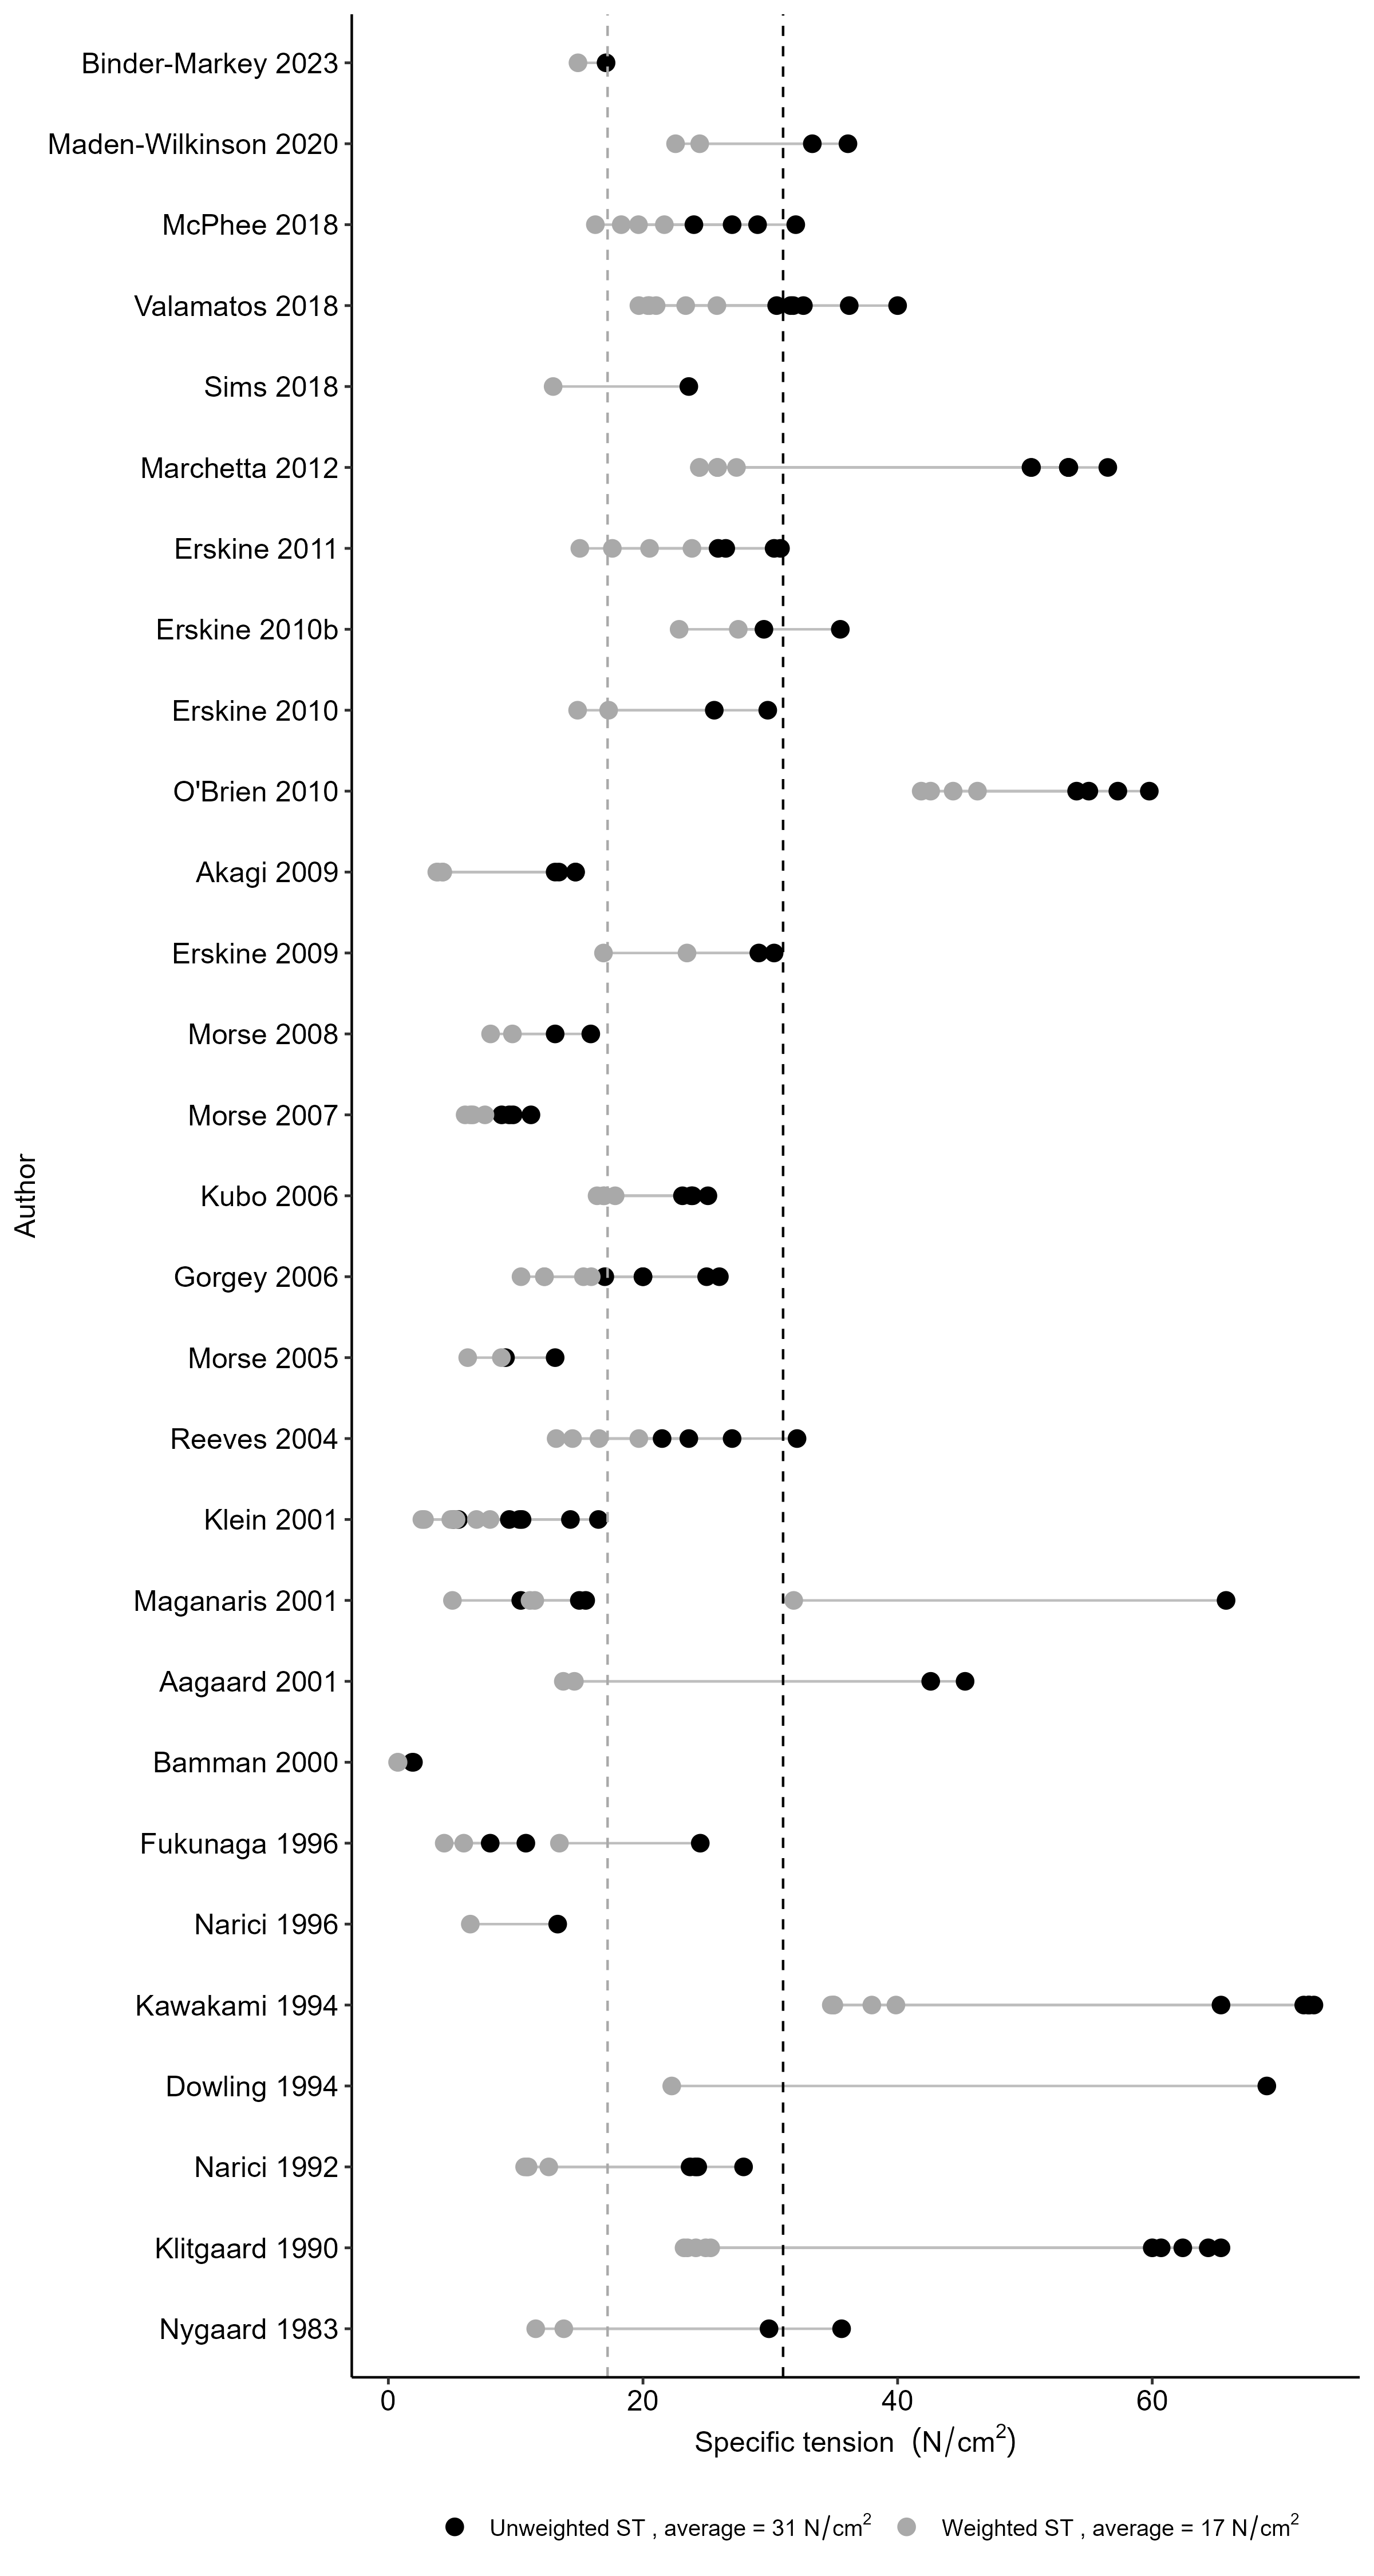 Binder-Markey 2023
Maden-Wilkinson 2020
McPhee 2018
Valamatos 2018
Sims 2018
Marchetta 2012
Erskine 2011
Erskine 2010b
Erskine 2010
O'Brien 2010
Akagi 2009
Erskine 2009
Morse 2008
Morse 2007
Kubo 2006
Gorgey 2006
Morse 2005
Reeves 2004
Klein 2001
Maganaris 2001
Aagaard 2001
Bamman 2000
Fukunaga 1996
Narici 1996
Kawakami 1994
Dowling 1994
Narici 1992
Klitgaard 1990
Nygaard 1983
Author
0 20 40 60
Specific tension (N/cm²)
Unweighted ST , average = 31 N/cm² Weighted ST , average = 17 N/cm²